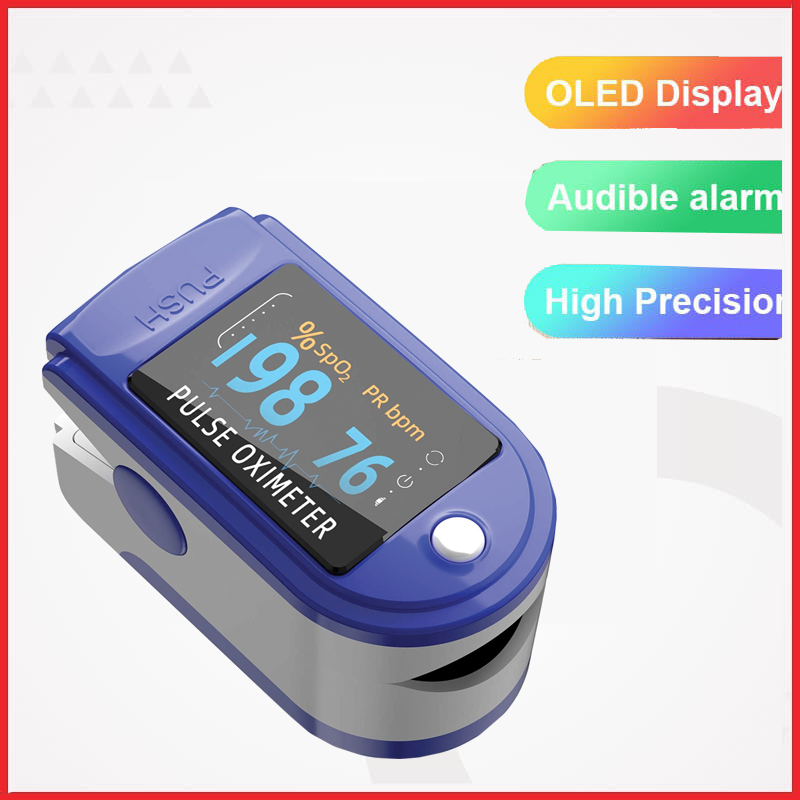 OLED Display
Audible alarm
High Precision
PUSH
%SpO2
98
PR bpm
76
PULSE OXIMETER